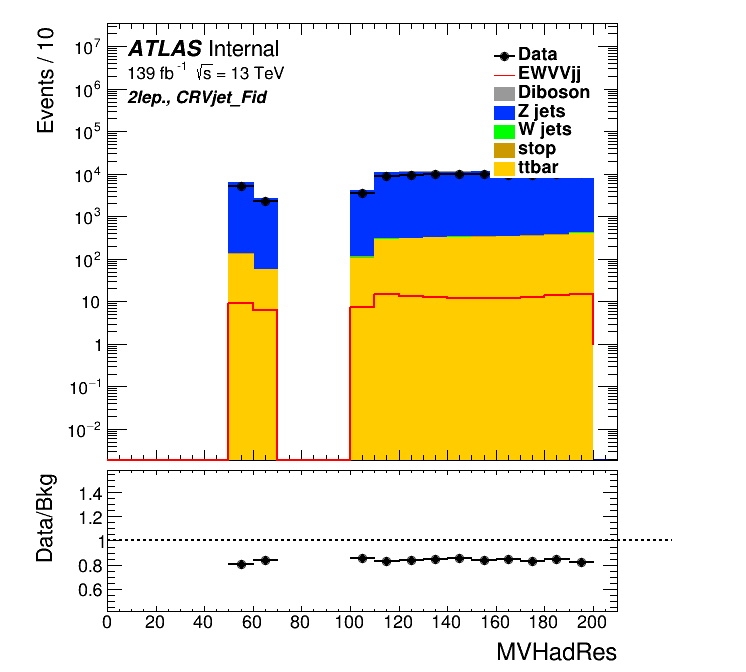 ATLAS Internal
139 fb⁻¹ √s = 13 TeV
2lep., CRVjet_Fid
Data
EWVVjj
Diboson
Z jets
W jets
stop
ttbar
Events / 10
10⁷
10⁶
10⁵
10⁴
10³
10²
10
1
10⁻¹
10⁻²
Data/Bkg
1.4
1.2
1
0.8
0.6
0 20 40 60 80 100 120 140 160 180 200
MVHadRes